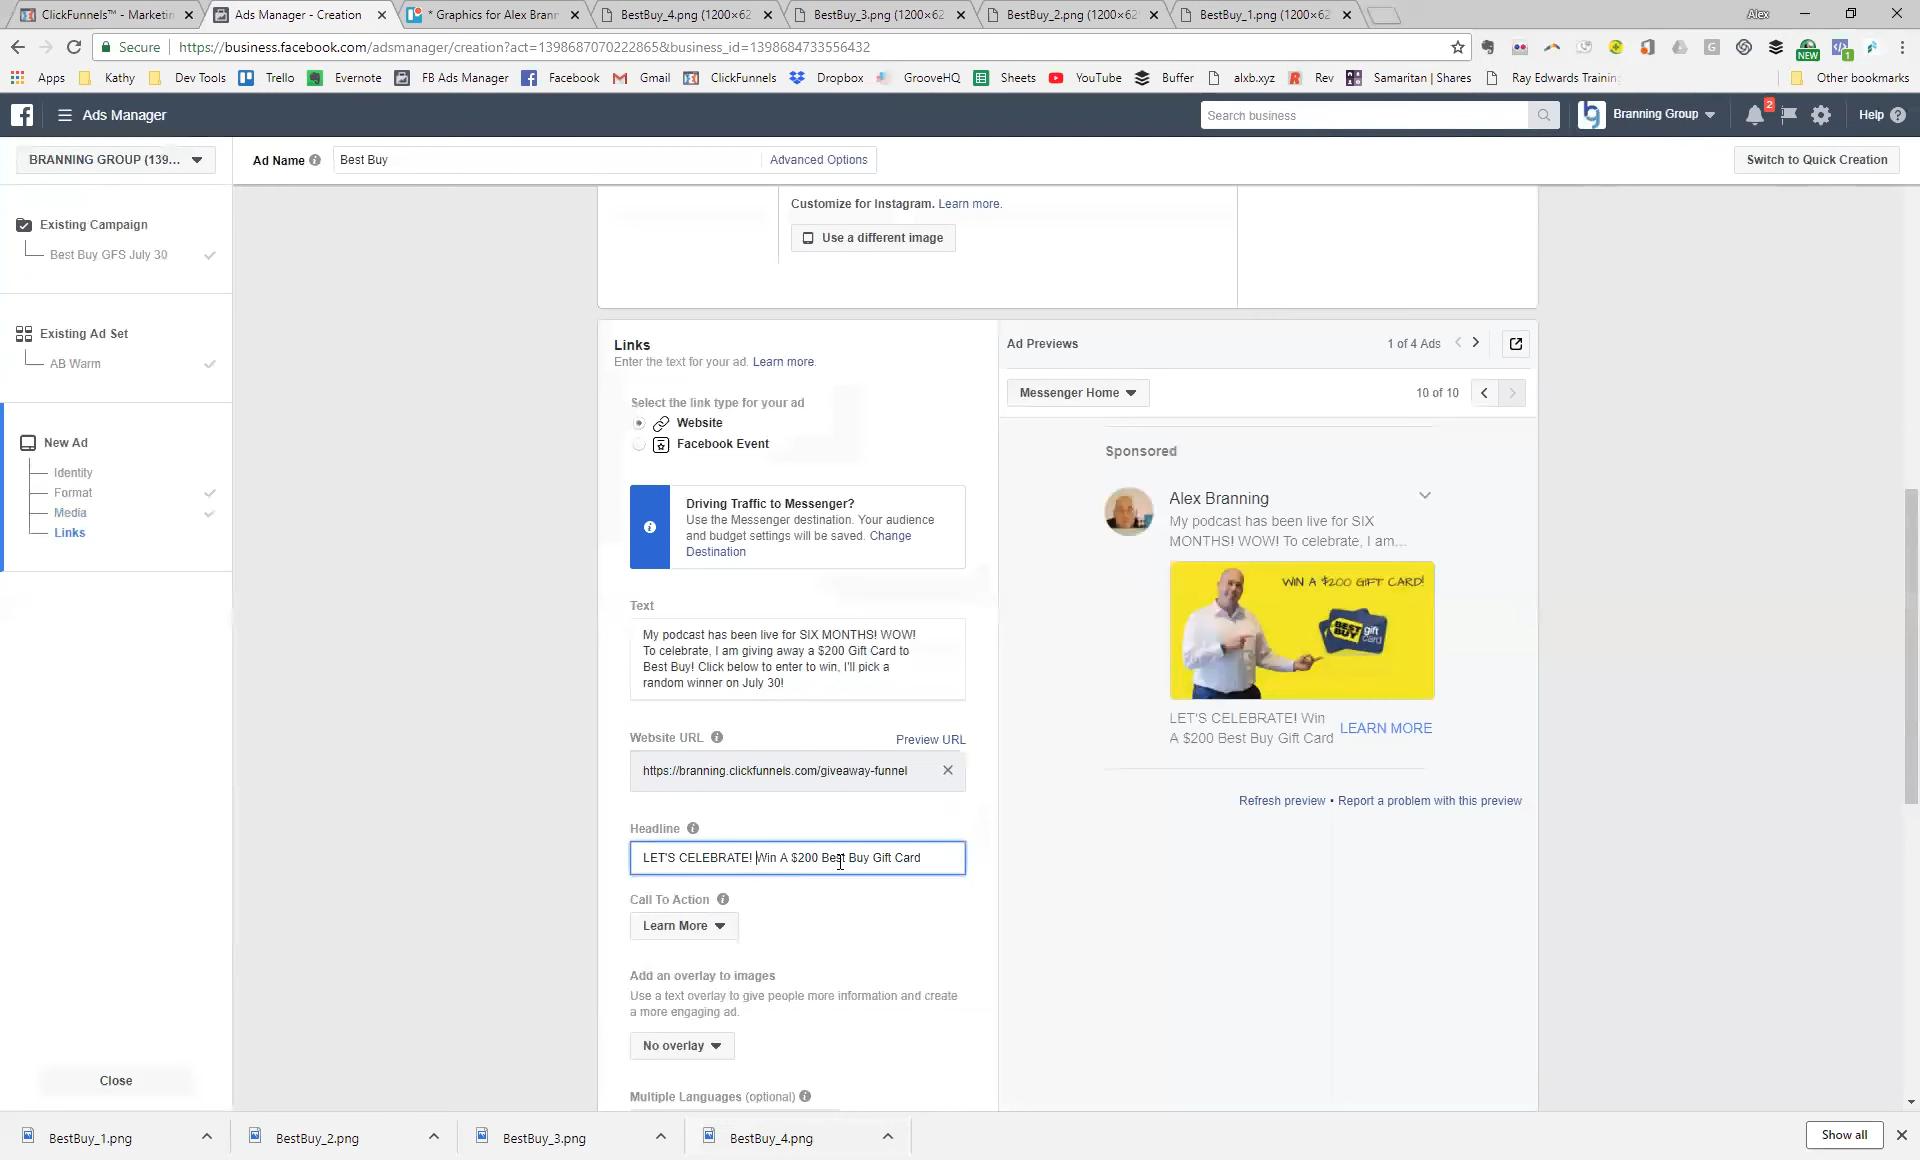 ClickFunnels™ - Marketin
Ads Manager - Creation
* Graphics for Alex Brann
BestBuy_4.png (1200×62
BestBuy_3.png (1200×62
BestBuy_2.png (1200×62
BestBuy_1.png (1200×62
Alex
Secure
https://business.facebook.com/adsmanager/creation?act=1398687070222865&business_id=1398684733556432
NEW
1
Apps
Kathy
Dev Tools
Trello
Evernote
FB Ads Manager
Facebook
Gmail
ClickFunnels
Dropbox
GrooveHQ
Sheets
YouTube
Buffer
alxb.xyz
Rev
Samaritan | Shares
Ray Edwards Trainin
Other bookmarks
Ads Manager
Search business
Branning Group
2
Help
BRANNING GROUP (139...
Ad Name
Best Buy
Advanced Options
Switch to Quick Creation
Existing Campaign
Best Buy GFS July 30
Existing Ad Set
AB Warm
New Ad
Identity
Format
Media
Links
Close
Customize for Instagram. Learn more.
Use a different image
Links
Enter the text for your ad. Learn more.
Select the link type for your ad
Website
Facebook Event
Driving Traffic to Messenger?
Use the Messenger destination. Your audience
and budget settings will be saved. Change
Destination
Text
My podcast has been live for SIX MONTHS! WOW!
To celebrate, I am giving away a $200 Gift Card to
Best Buy! Click below to enter to win, I'll pick a
random winner on July 30!
Website URL
Preview URL
https://branning.clickfunnels.com/giveaway-funnel
Headline
LET'S CELEBRATE! Win A $200 Best Buy Gift Card
Call To Action
Learn More
Add an overlay to images
Use a text overlay to give people more information and create
a more engaging ad.
No overlay
Multiple Languages (optional)
Ad Previews
1 of 4 Ads
Messenger Home
10 of 10
Sponsored
Alex Branning
My podcast has been live for SIX
MONTHS! WOW! To celebrate, I am...
WIN A $200 GIFT CARD!
BEST
BUY
gift
card
LET'S CELEBRATE! Win
A $200 Best Buy Gift Card
LEARN MORE
Refresh preview • Report a problem with this preview
BestBuy_1.png
BestBuy_2.png
BestBuy_3.png
BestBuy_4.png
Show all